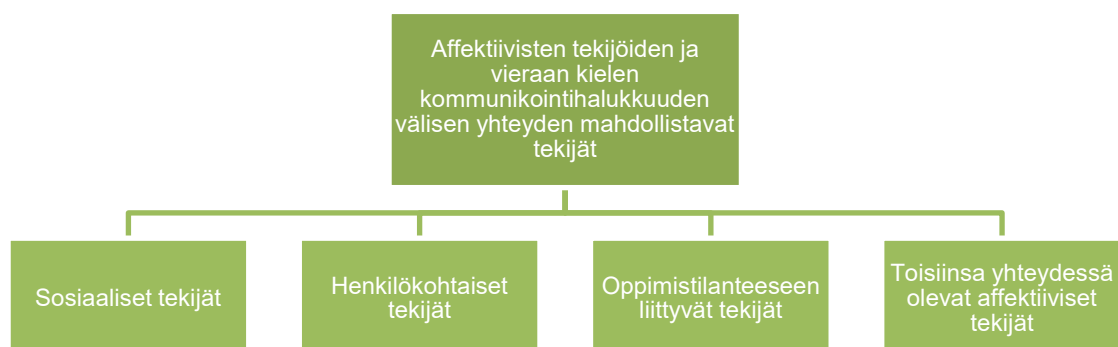 Affektiivisten tekijöiden ja
vieraan kielen
kommunikointihalukkuuden
välisen yhteyden mahdollistavat
tekijät
Sosiaaliset tekijät
Henkilökohtaiset
tekijät
Oppimistilanteeseen
liittyvät tekijät
Toisiinsa yhteydessä
olevat affektiiviset
tekijät